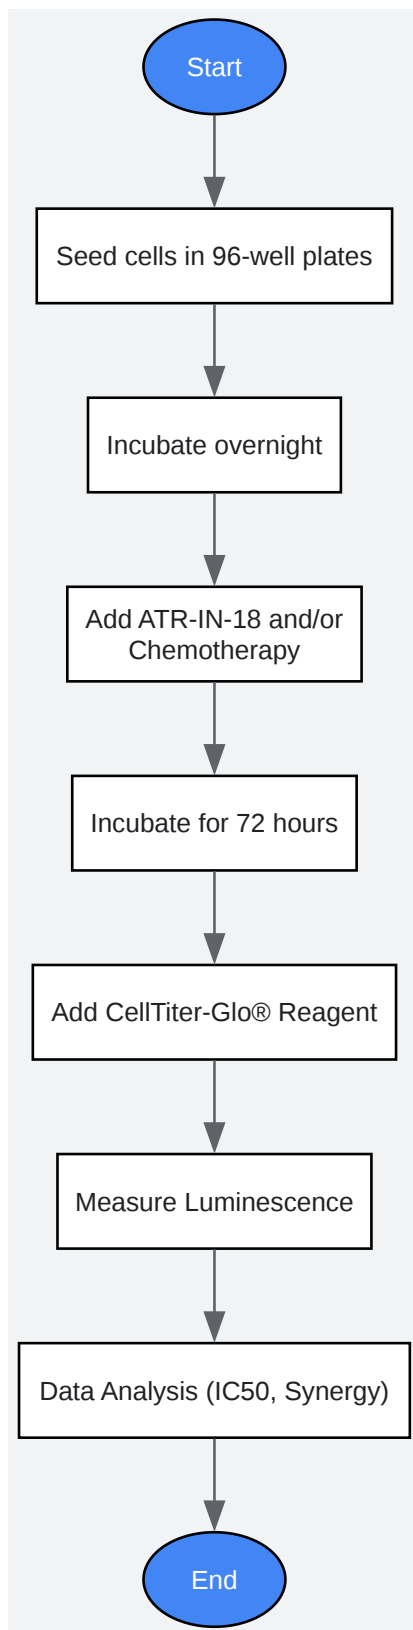 Start
Seed cells in 96-well plates
Incubate overnight
Add ATR-IN-18 and/or
Chemotherapy
Incubate for 72 hours
Add CellTiter-Glo® Reagent
Measure Luminescence
Data Analysis (IC50, Synergy)
End